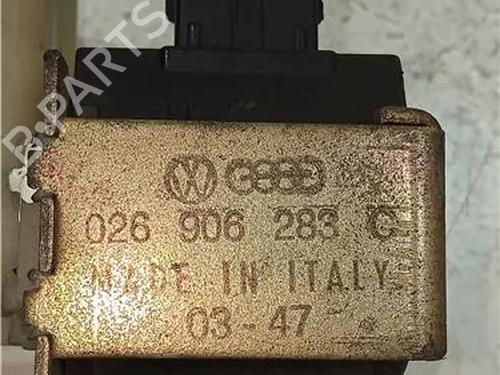 B-PARTS
026 906 283 C
MADE IN ITALY.
03-47